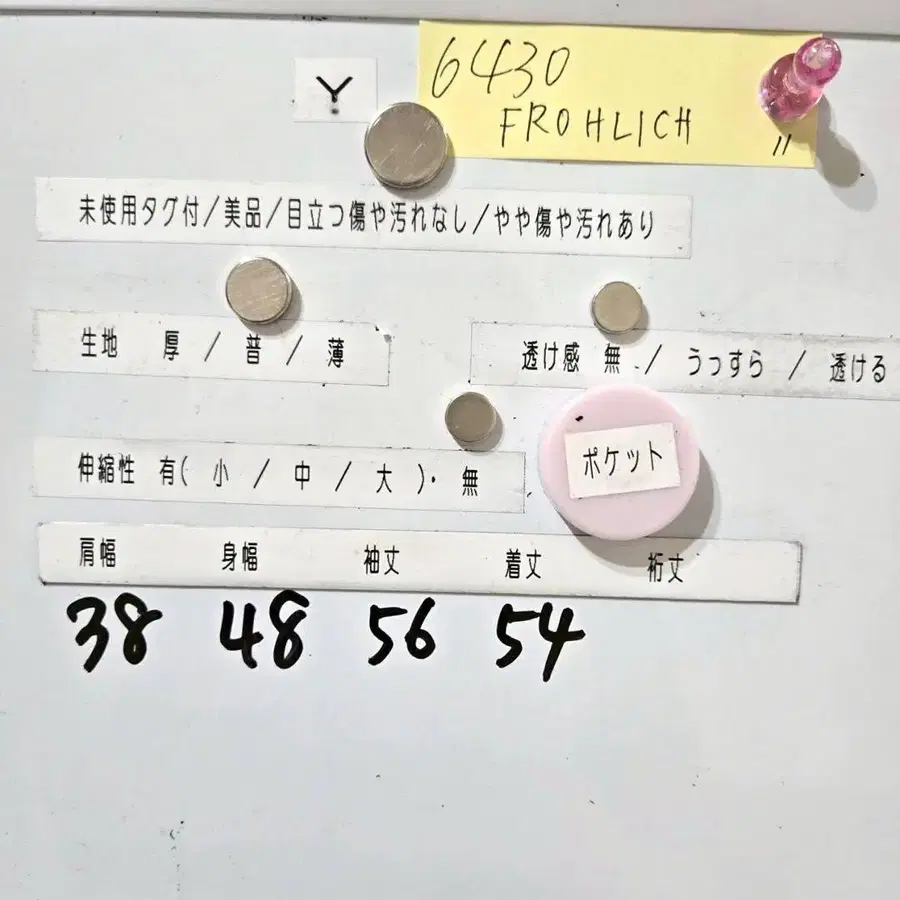 Y
6430
FROHLICH
11
未使用タグ付/美品/目立つ傷や汚れなし/やや傷や汚れあり
生地 厚 / 普 / 薄
透け感 無 / うっすら / 透ける
伸縮性 有( 小 / 中 / 大 )・ 無
ポケット
肩幅 身幅 袖丈 着丈 裄丈
38 48 56 54